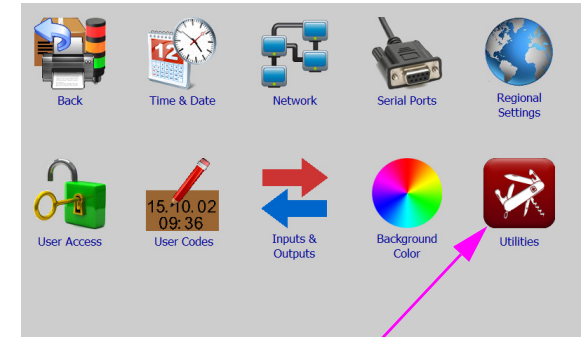 Back
Time & Date
Network
Serial Ports
Regional
Settings
15.10.02
09:36
User Access
User Codes
Inputs &
Outputs
Background
Color
Utilities